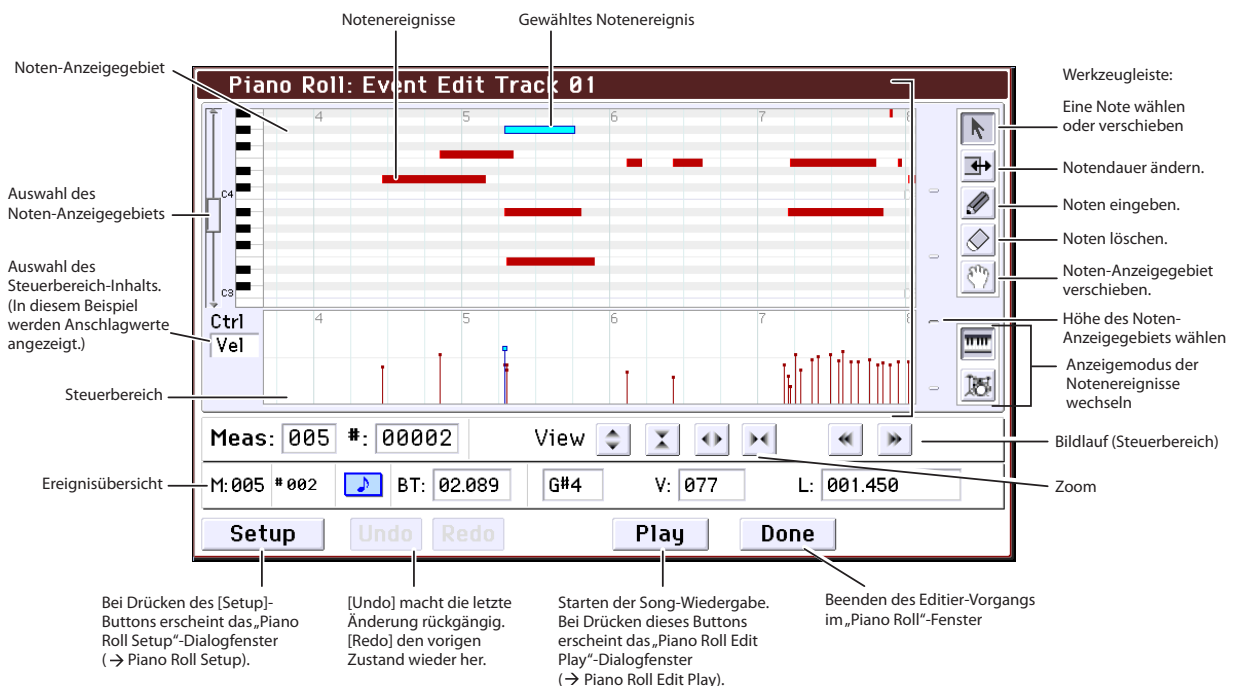 Notenereignisse
Gewähltes Notenereignis
Noten-Anzeigegebiet
Auswahl des
Noten-Anzeigegebiets
Auswahl des
Steuerbereich-Inhalts.
(In diesem Beispiel
werden Anschlagwerte
angezeigt.)
Steuerbereich
Ereignisübersicht
Piano Roll: Event Edit Track 01
4 5 6 7 8
C4
C3
Ctrl
Vel
4 5 6 7 8
Meas: 005 #: 00002 View
M: 005 #002 BT: 02.089 G#4 V: 077 L: 001.450
Setup Undo Redo Play Done
Werkzeugleiste:
Eine Note wählen
oder verschieben
Notendauer ändern.
Noten eingeben.
Noten löschen.
Noten-Anzeigegebiet
verschieben.
Höhe des Noten-
Anzeigegebiets wählen
Anzeigemodus der
Notenereignisse
wechseln
Bildlauf (Steuerbereich)
Zoom
Bei Drücken des [Setup]-
Buttons erscheint das „Piano
Roll Setup“-Dialogfenster
(→ Piano Roll Setup).
[Undo] macht die letzte
Änderung rückgängig.
[Redo] den vorigen
Zustand wieder her.
Starten der Song-Wiedergabe.
Bei Drücken dieses Buttons
erscheint das „Piano Roll Edit
Play“-Dialogfenster
(→ Piano Roll Edit Play).
Beenden des Editier-Vorgangs
im „Piano Roll“-Fenster